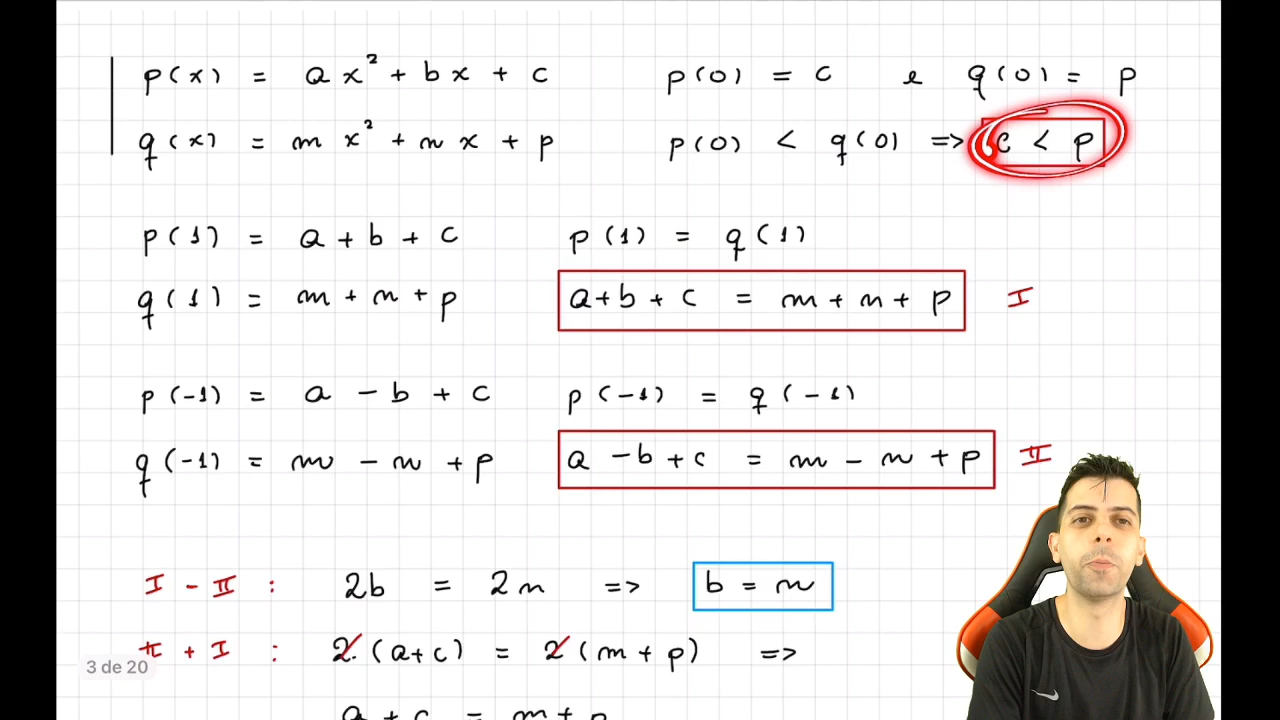 p(x) = ax² + bx + c p(0) = c e q(0) = p
q(x) = mx² + nx + p p(0) < q(0) => c < p
p(1) = a + b + c p(1) = q(1)
q(1) = m + n + p a + b + c = m + n + p I
p(-1) = a - b + c p(-1) = q(-1)
q(-1) = m - n + p a - b + c = m - n + p II
I - II : 2b = 2n => b = n
II + I : 2.(a+c) = 2(m + p) =>
3 de 20
a + c = m + p